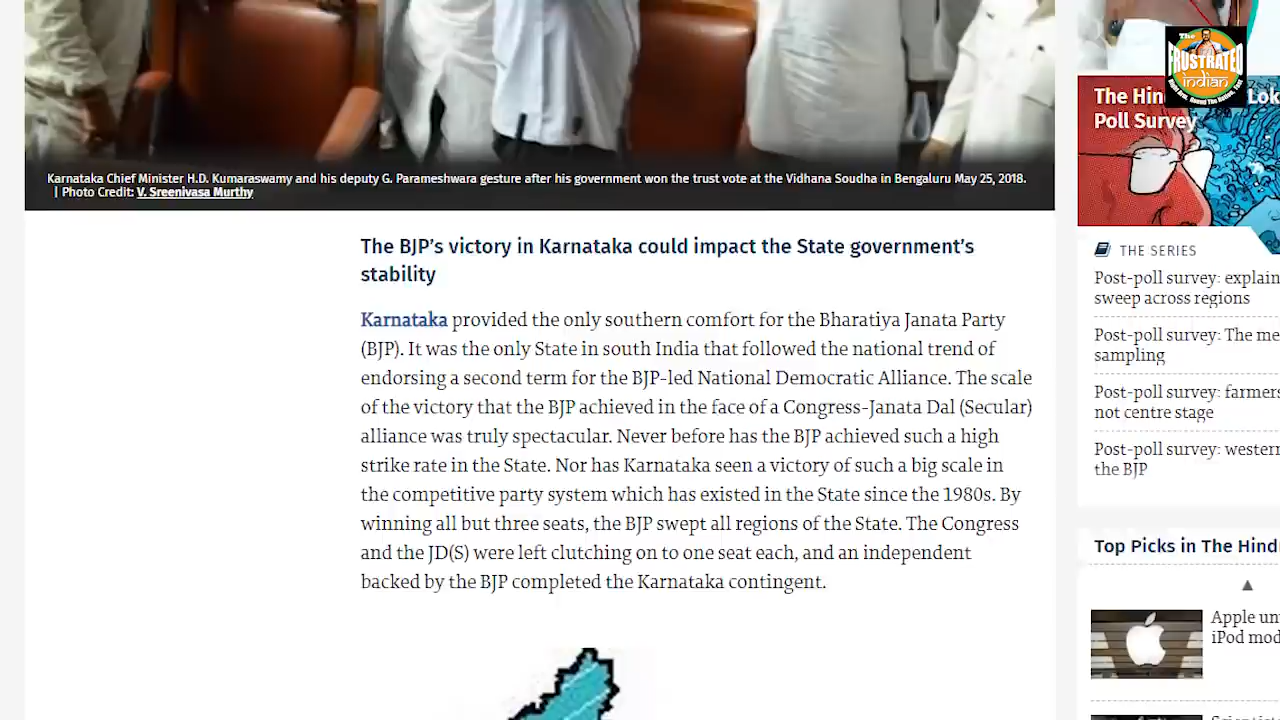 Karnataka Chief Minister H.D. Kumaraswamy and his deputy G. Parameshwara gesture after his government won the trust vote at the Vidhana Soudha in Bengaluru May 25, 2018.
| Photo Credit: V. Sreenivasa Murthy
The BJP’s victory in Karnataka could impact the State government’s
stability
Karnataka provided the only southern comfort for the Bharatiya Janata Party
(BJP). It was the only State in south India that followed the national trend of
endorsing a second term for the BJP-led National Democratic Alliance. The scale
of the victory that the BJP achieved in the face of a Congress-Janata Dal (Secular)
alliance was truly spectacular. Never before has the BJP achieved such a high
strike rate in the State. Nor has Karnataka seen a victory of such a big scale in
the competitive party system which has existed in the State since the 1980s. By
winning all but three seats, the BJP swept all regions of the State. The Congress
and the JD(S) were left clutching on to one seat each, and an independent
backed by the BJP completed the Karnataka contingent.
The
FRUSTRATED
indian
The Hin Lok
Poll Survey
THE SERIES
Post-poll survey: explain
sweep across regions
Post-poll survey: The me
sampling
Post-poll survey: farmers
not centre stage
Post-poll survey: western
the BJP
Top Picks in The Hind
Apple un
iPod mod